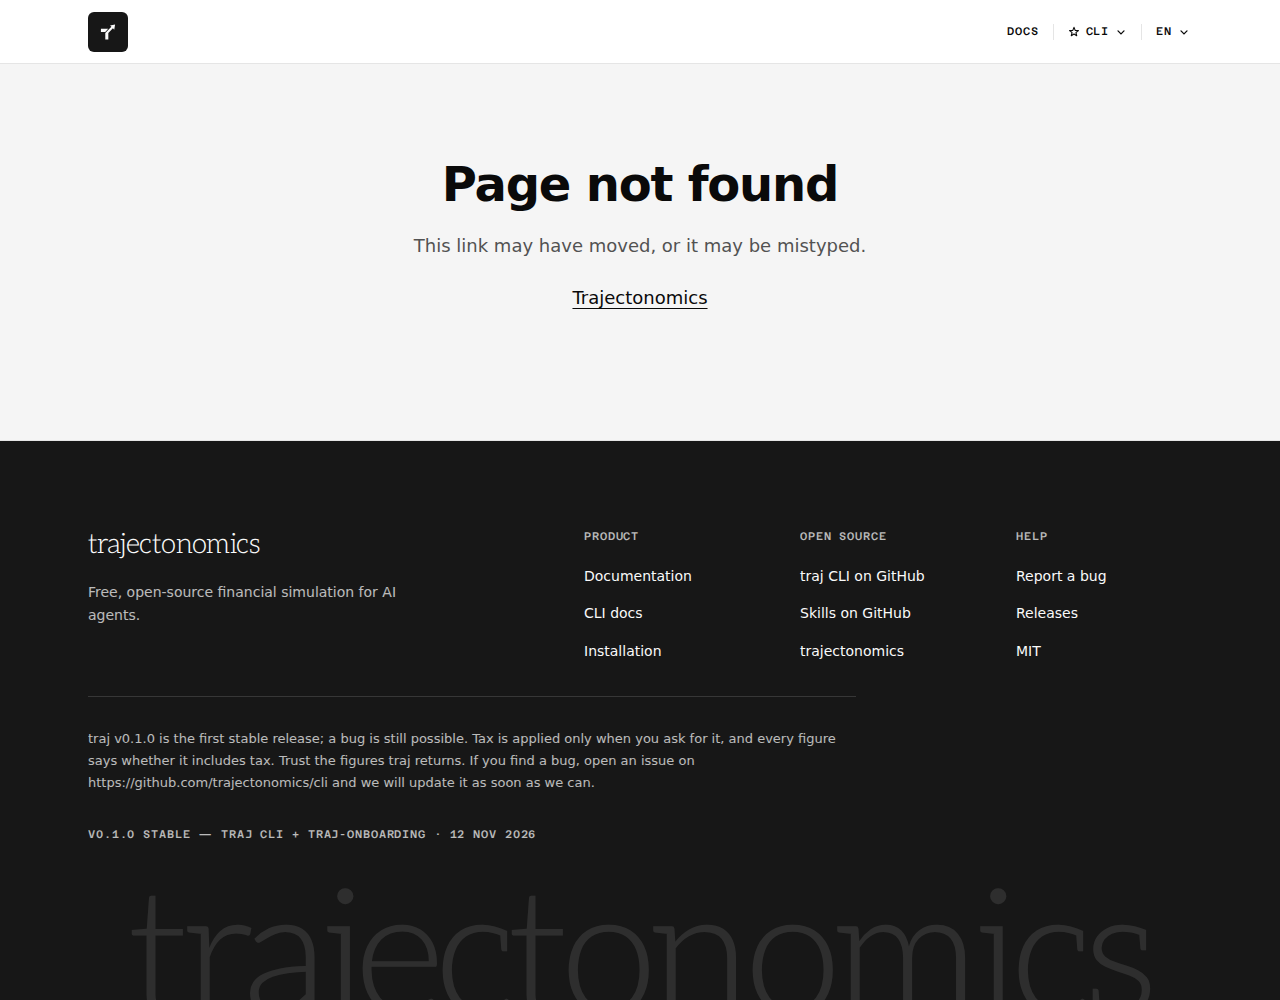 DOCS
CLI
EN
Page not found
This link may have moved, or it may be mistyped.
Trajectonomics
trajectonomics
Free, open-source financial simulation for AI
agents.
PRODUCT
Documentation
CLI docs
Installation
OPEN SOURCE
traj CLI on GitHub
Skills on GitHub
trajectonomics
HELP
Report a bug
Releases
MIT
traj v0.1.0 is the first stable release; a bug is still possible. Tax is applied only when you ask for it, and every figure
says whether it includes tax. Trust the figures traj returns. If you find a bug, open an issue on
https://github.com/trajectonomics/cli and we will update it as soon as we can.
V0.1.0 STABLE — TRAJ CLI + TRAJ-ONBOARDING · 12 NOV 2026
trajectonomics